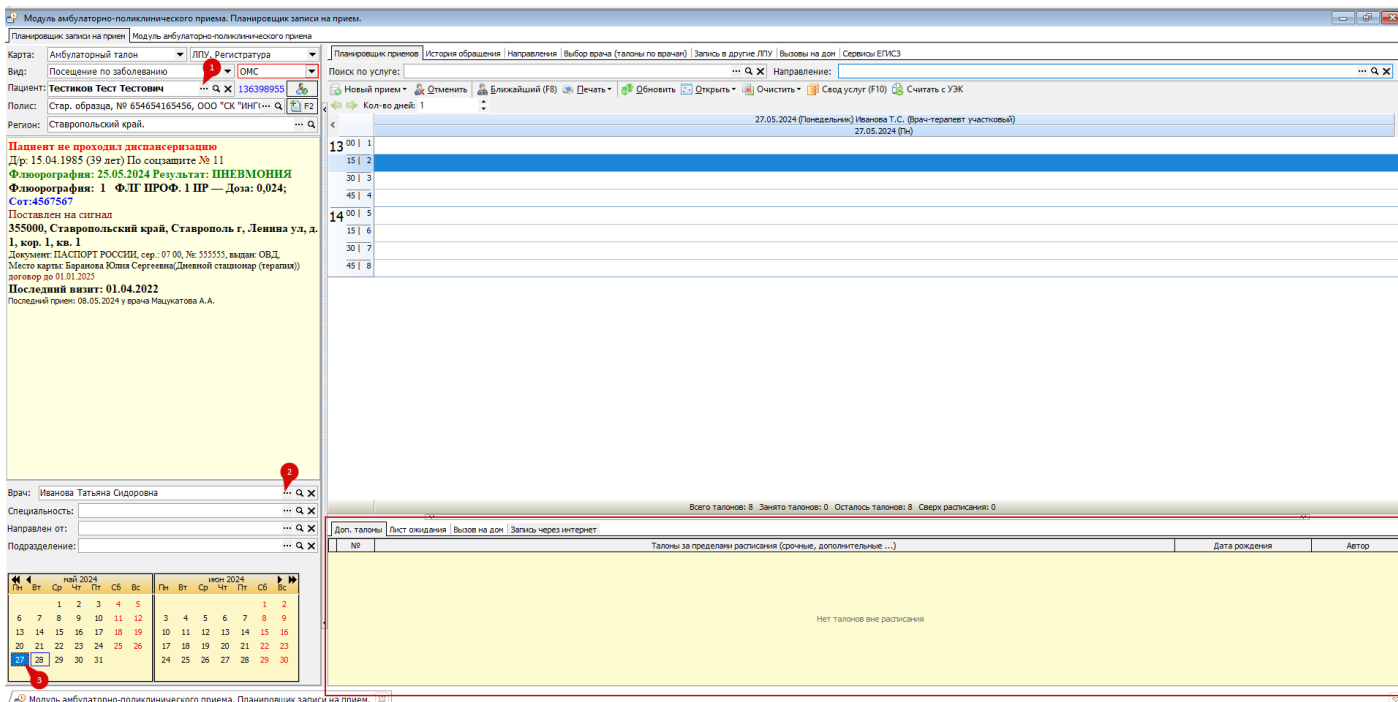 Модуль амбулаторно-поликлинического приема. Планировщик записи на прием.
Планировщик записи на прием Модуль амбулаторно-поликлинического приема
Карта: Амбулаторный талон ЛПУ, Регистратура
Вид: Посещение по заболеванию ОМС
1
Пациент: Тестиков Тест Тестович ... 136398955
Полис: Стар. образца, № 654654165456, ООО "СК "ИНГ(... F2
Регион: Ставропольский край. ...
Пациент не проходил диспансеризацию
Д/р: 15.04.1985 (39 лет) По соцзащите № 11
Флюорография: 25.05.2024 Результат: ПНЕВМОНИЯ
Флюорография: 1 ФЛГ ПРОФ. 1 ПР — Доза: 0,024;
Сот:4567567
Поставлен на сигнал
355000, Ставропольский край, Ставрополь г, Ленина ул, д.
1, кор. 1, кв. 1
Документ: ПАСПОРТ РОССИИ, сер.: 07 00, №: 555555, выдан: ОВД,
Место карты: Баранова Юлия Сергеевна(Дневной стационар (терапия))
договор до 01.01.2025
Последний визит: 01.04.2022
Последний прием: 08.05.2024 у врача Мацукатова А.А.
2
Врач: Иванова Татьяна Сидоровна ...
Специальность: ...
Направлен от: ...
Подразделение: ...
май 2024 июн 2024
Пн Вт Ср Чт Пт Сб Вс Пн Вт Ср Чт Пт Сб Вс
1 2 3 4 5 1 2
6 7 8 9 10 11 12 3 4 5 6 7 8 9
13 14 15 16 17 18 19 10 11 12 13 14 15 16
20 21 22 23 24 25 26 17 18 19 20 21 22 23
27 28 29 30 31 24 25 26 27 28 29 30
3
Планировщик приемов История обращения Направления Выбор врача (талоны по врачам) Запись в другие ЛПУ Вызовы на дом Сервисы ЕГИСЗ
Поиск по услуге: ... Направление: ...
Новый прием Отменить Ближайший (F8) Печать Обновить Открыть Очистить Свод услуг (F10) Считать с УЭК
Кол-во дней: 1
27.05.2024 (Понедельник) Иванова Т.С. (Врач-терапевт участковый)
27.05.2024 (Пн)
13 00 | 1
15 | 2
30 | 3
45 | 4
14 00 | 5
15 | 6
30 | 7
45 | 8
Всего талонов: 8 Занято талонов: 0 Осталось талонов: 8 Сверх расписания: 0
Доп. талоны Лист ожидания Вызов на дон Запись через интернет
№ Талоны за пределами расписания (срочные, дополнительные ...) Дата рождения Автор
Нет талонов вне расписания
Модуль амбулаторно-поликлинического приема. Планировщик записи на прием.